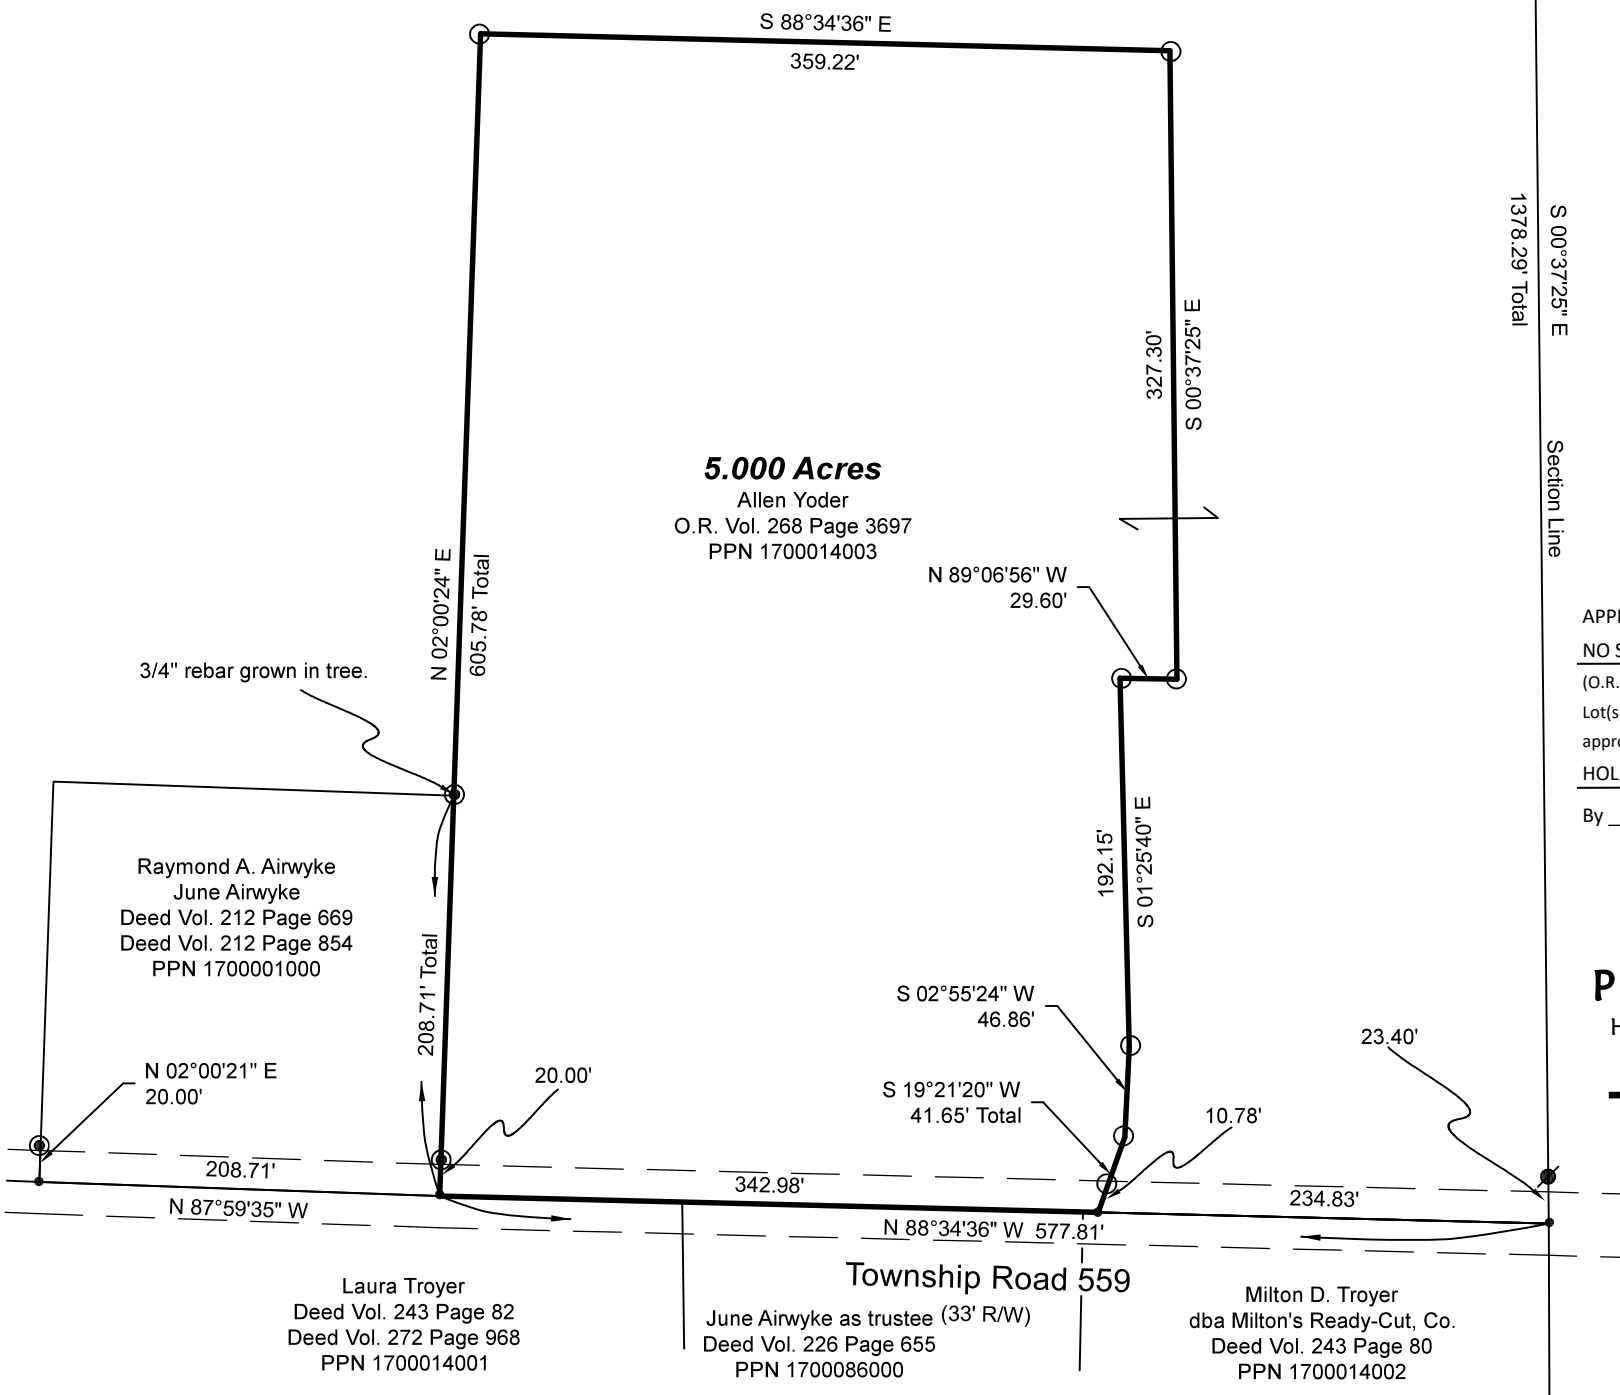 S 88°34'36" E
359.22'
S 00°37'25" E
1378.29' Total
Section Line
327.30'
S 00°37'25" E
5.000 Acres
Allen Yoder
O.R. Vol. 268 Page 3697
PPN 1700014003
N 89°06'56" W
29.60'
N 02°00'24" E
605.78' Total
3/4" rebar grown in tree.
APP
NO S
(O.R.
Lot(s
appr
HOL
By
192.15'
S 01°25'40" E
Raymond A. Airwyke
June Airwyke
Deed Vol. 212 Page 669
Deed Vol. 212 Page 854
PPN 1700001000
208.71' Total
S 02°55'24" W
46.86'
P
H
23.40'
N 02°00'21" E
20.00'
20.00'
S 19°21'20" W
41.65' Total
10.78'
208.71'
342.98'
234.83'
N 87°59'35" W
N 88°34'36" W 577.81'
Township Road 559
(33' R/W)
Laura Troyer
Deed Vol. 243 Page 82
Deed Vol. 272 Page 968
PPN 1700014001
June Airwyke as trustee
Deed Vol. 226 Page 655
PPN 1700086000
Milton D. Troyer
dba Milton's Ready-Cut, Co.
Deed Vol. 243 Page 80
PPN 1700014002